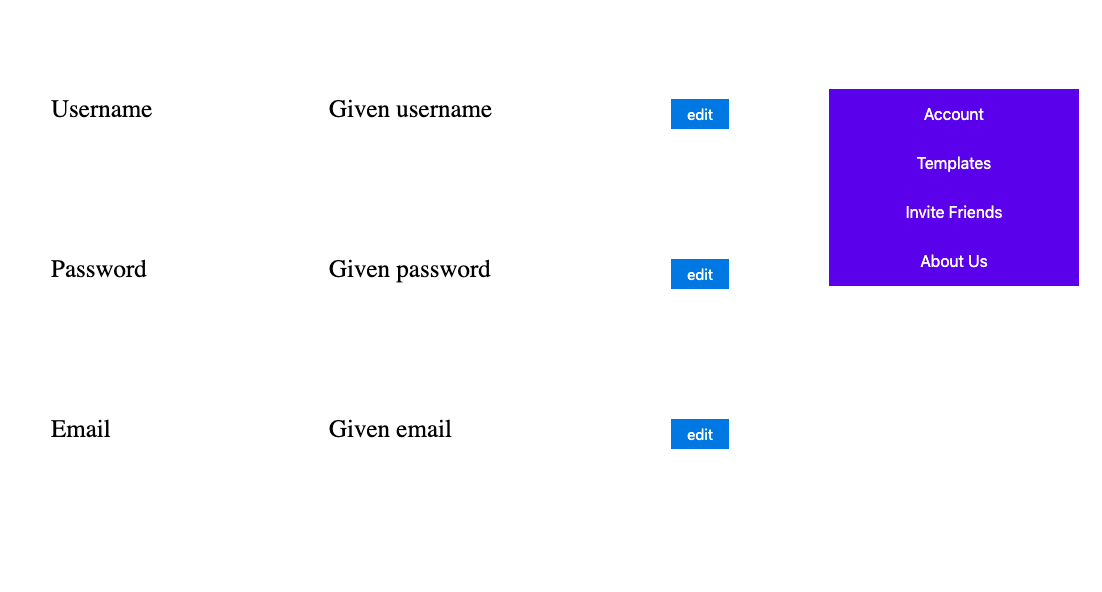 Username Given username edit
Password Given password edit
Email Given email edit
Account
Templates
Invite Friends
About Us